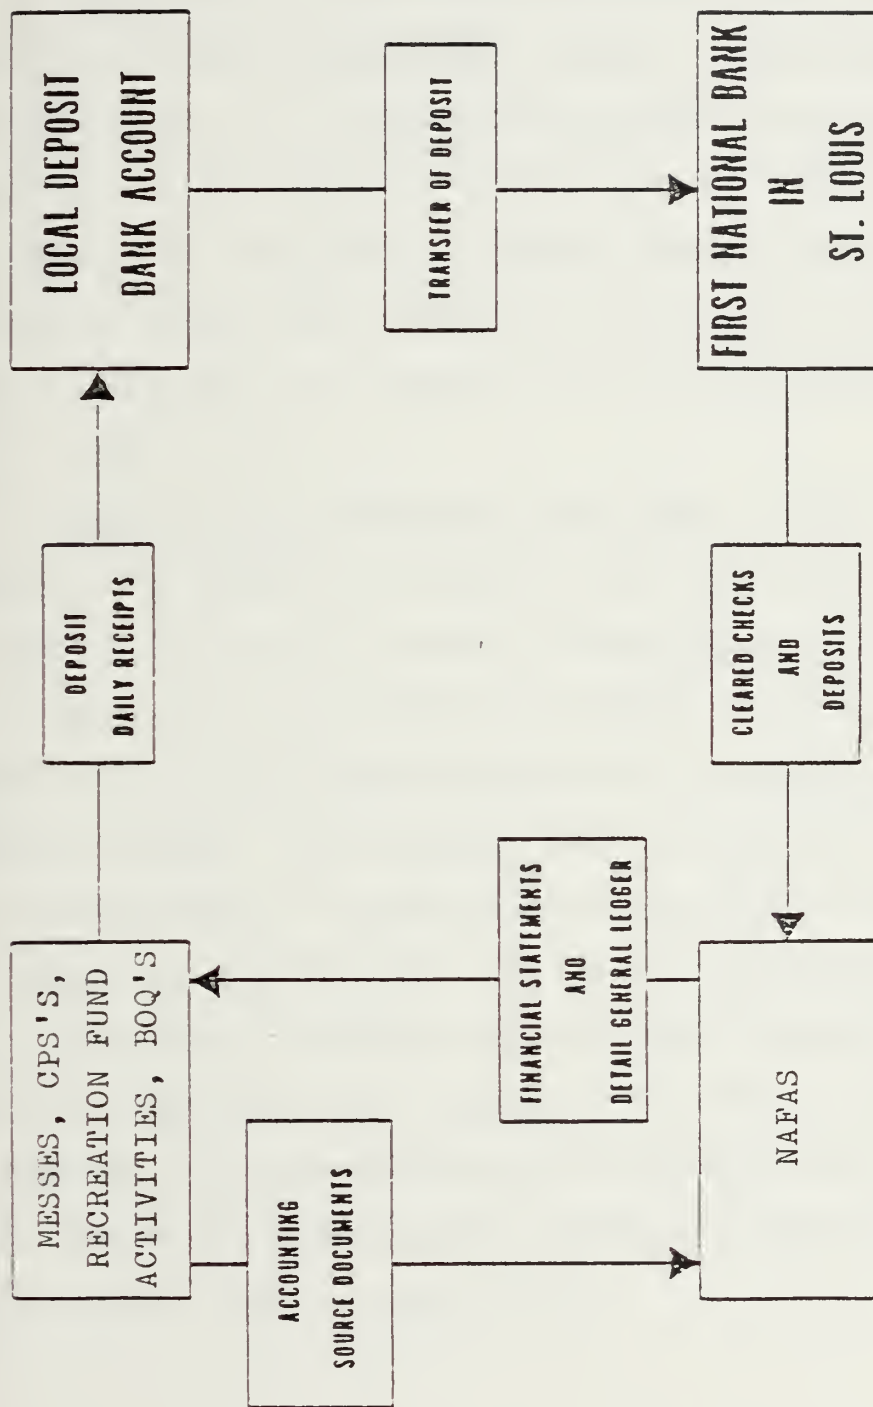 MESSES, CPS'S,
RECREATION FUND
ACTIVITIES, BOQ'S
DEPOSIT
DAILY RECEIPTS
LOCAL DEPOSIT
BANK ACCOUNT
ACCOUNTING
SOURCE DOCUMENTS
FINANCIAL STATEMENTS
AND
DETAIL GENERAL LEDGER
TRANSFER OF DEPOSIT
NAFAS
CLEARED CHECKS
AND
DEPOSITS
FIRST NATIONAL BANK
IN
ST. LOUIS